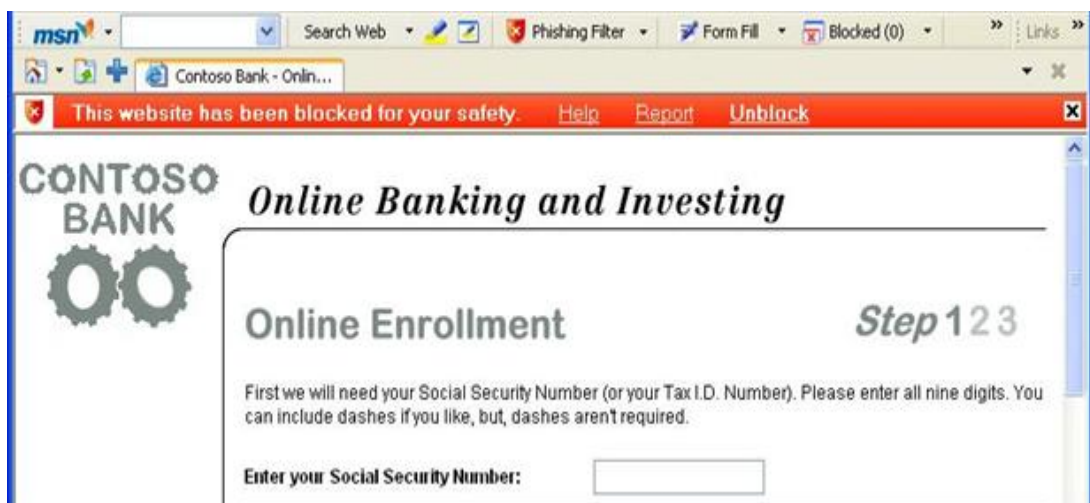 msn Search Web Phishing Filter Form Fill Blocked (0) » Links »
Contoso Bank - Onlin...
This website has been blocked for your safety. Help Report Unblock
CONTOSO
BANK
Online Banking and Investing
Online Enrollment
Step 1 2 3
First we will need your Social Security Number (or your Tax I.D. Number). Please enter all nine digits. You
can include dashes if you like, but, dashes aren't required.
Enter your Social Security Number: